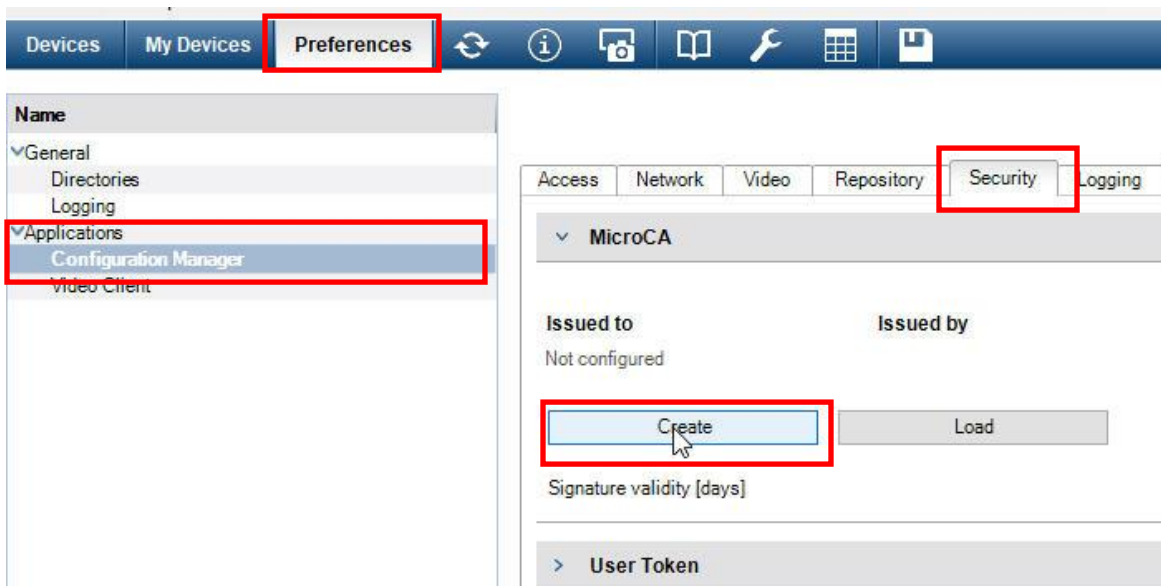 Devices My Devices Preferences
Name
General
Directories
Logging
Applications
Configuration Manager
Video Client
Access Network Video Repository Security Logging
MicroCA
Issued to Issued by
Not configured
Create Load
Signature validity [days]
User Token